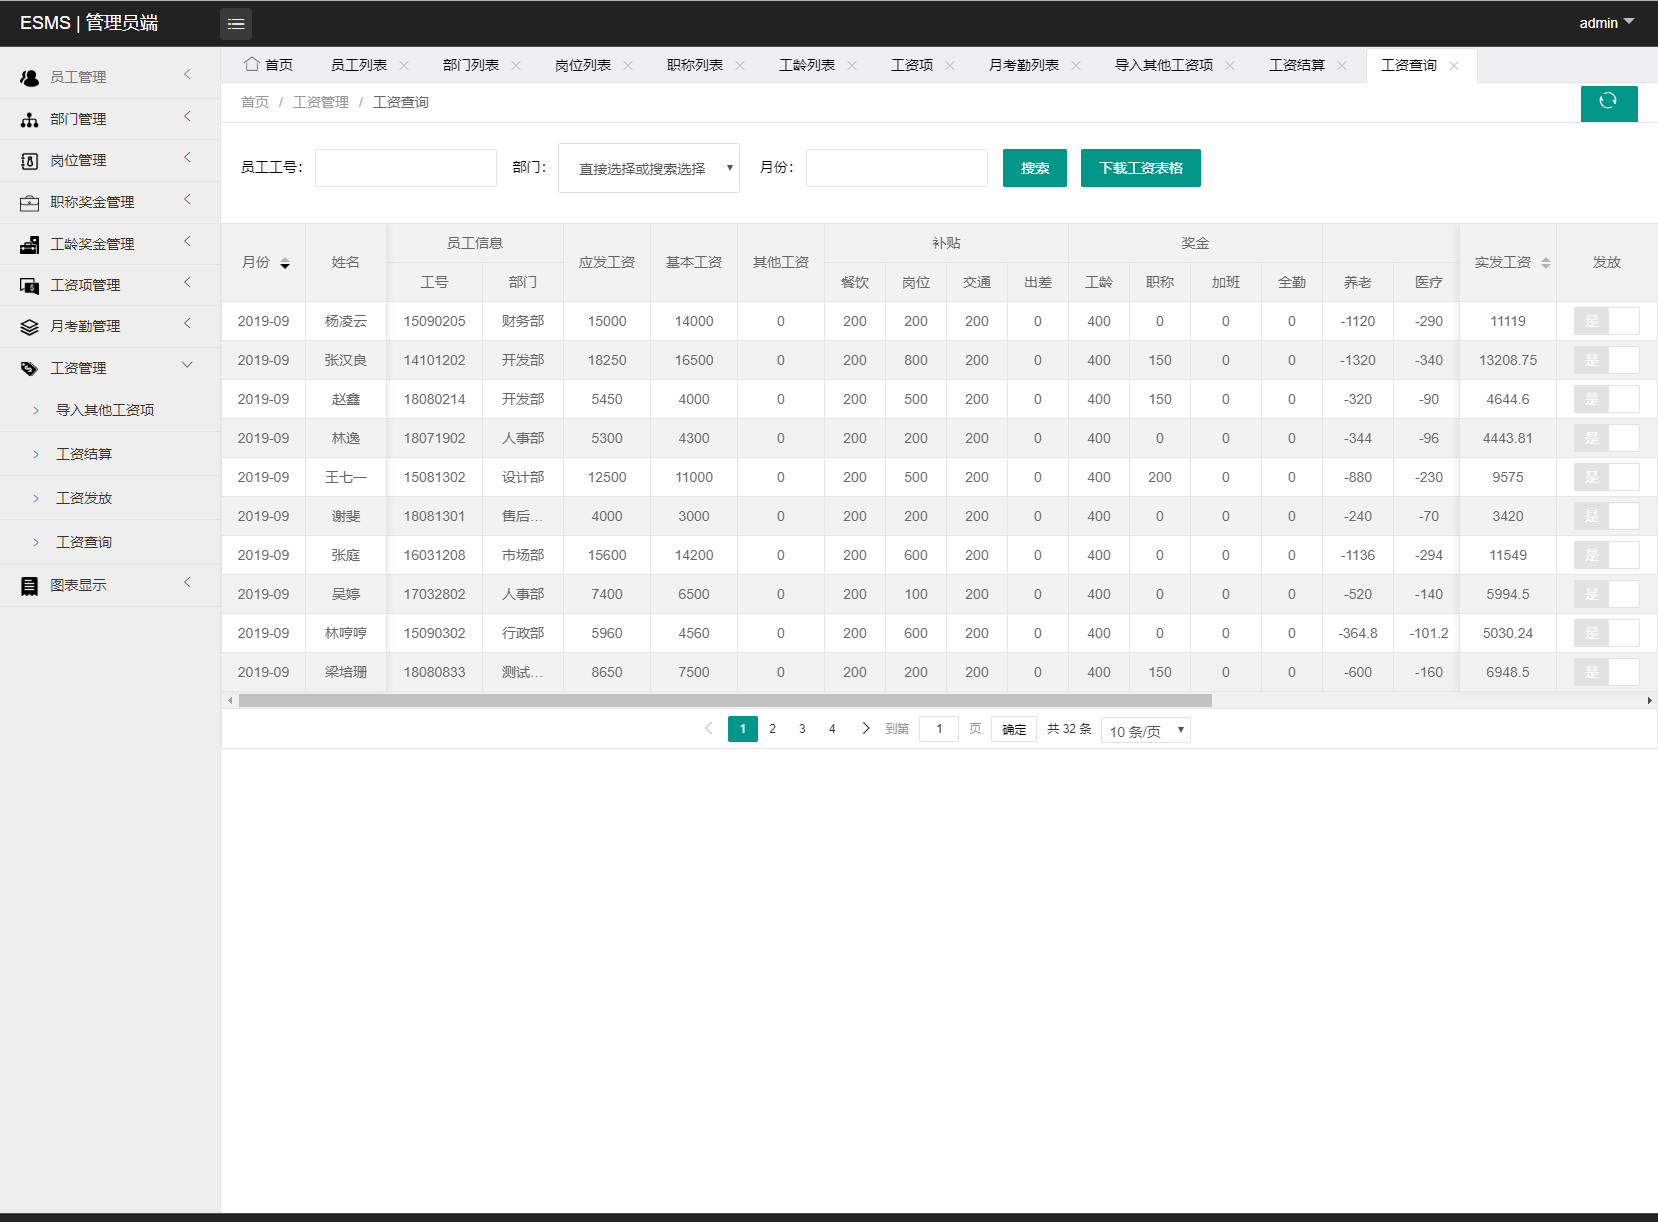 ESMS | 管理员端
admin
首页 员工列表 部门列表 岗位列表 职称列表 工龄列表 工资项 月考勤列表 导入其他工资项 工资结算 工资查询
首页 / 工资管理 / 工资查询
员工管理
部门管理
岗位管理
职称奖金管理
工龄奖金管理
工资项管理
月考勤管理
工资管理
导入其他工资项
工资结算
工资发放
工资查询
图表显示
员工工号： 部门： 直接选择或搜索选择 月份： 搜索 下载工资表格
月份 姓名 员工信息 应发工资 基本工资 其他工资 补贴 奖金 实发工资 发放
工号 部门 餐饮 岗位 交通 出差 工龄 职称 加班 全勤 养老 医疗
2019-09 杨凌云 15090205 财务部 15000 14000 0 200 200 200 0 400 0 0 0 -1120 -290 11119 是
2019-09 张汉良 14101202 开发部 18250 16500 0 200 800 200 0 400 150 0 0 -1320 -340 13208.75 是
2019-09 赵鑫 18080214 开发部 5450 4000 0 200 500 200 0 400 150 0 0 -320 -90 4644.6 是
2019-09 林逸 18071902 人事部 5300 4300 0 200 200 200 0 400 0 0 0 -344 -96 4443.81 是
2019-09 王七一 15081302 设计部 12500 11000 0 200 500 200 0 400 200 0 0 -880 -230 9575 是
2019-09 谢斐 18081301 售后... 4000 3000 0 200 200 200 0 400 0 0 0 -240 -70 3420 是
2019-09 张庭 16031208 市场部 15600 14200 0 200 600 200 0 400 0 0 0 -1136 -294 11549 是
2019-09 吴婷 17032802 人事部 7400 6500 0 200 100 200 0 400 0 0 0 -520 -140 5994.5 是
2019-09 林哼哼 15090302 行政部 5960 4560 0 200 600 200 0 400 0 0 0 -364.8 -101.2 5030.24 是
2019-09 梁培珊 18080833 测试... 8650 7500 0 200 200 200 0 400 150 0 0 -600 -160 6948.5 是
1 2 3 4 到第 1 页 确定 共 32 条 10 条/页